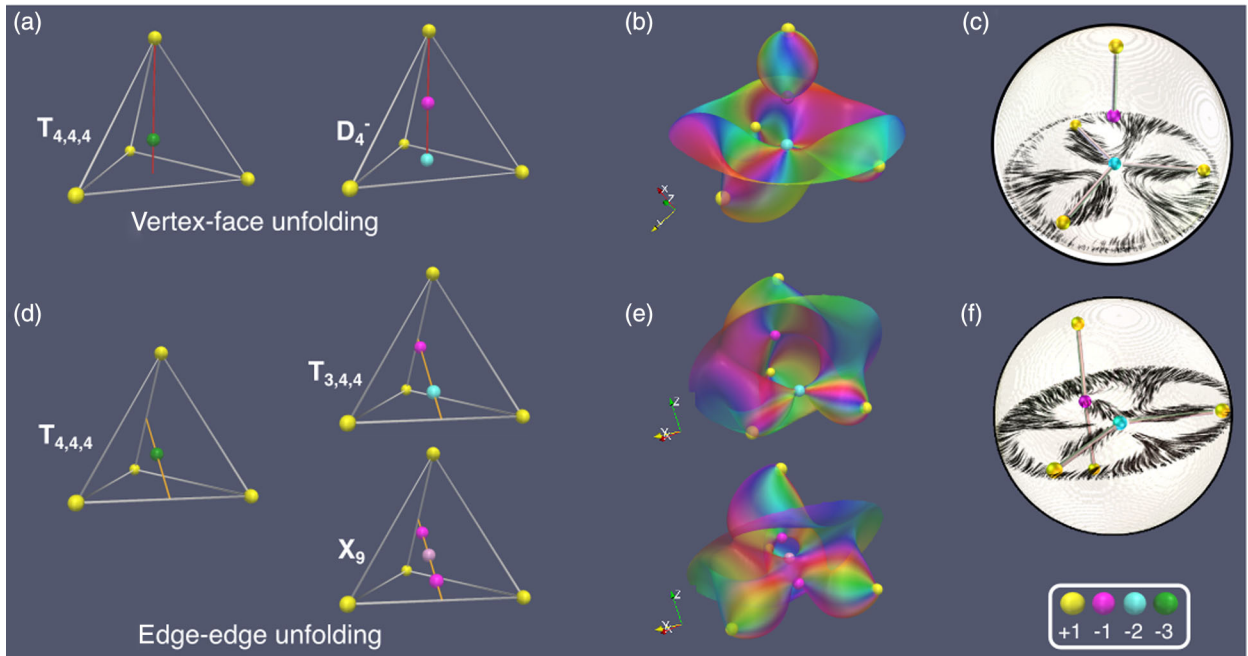 (a)
(b)
(c)
T4,4,4
D4-
Vertex-face unfolding
x
z
Y
(d)
(e)
(f)
T4,4,4
T3,4,4
X9
z
z
Edge-edge unfolding
+1 -1 -2 -3